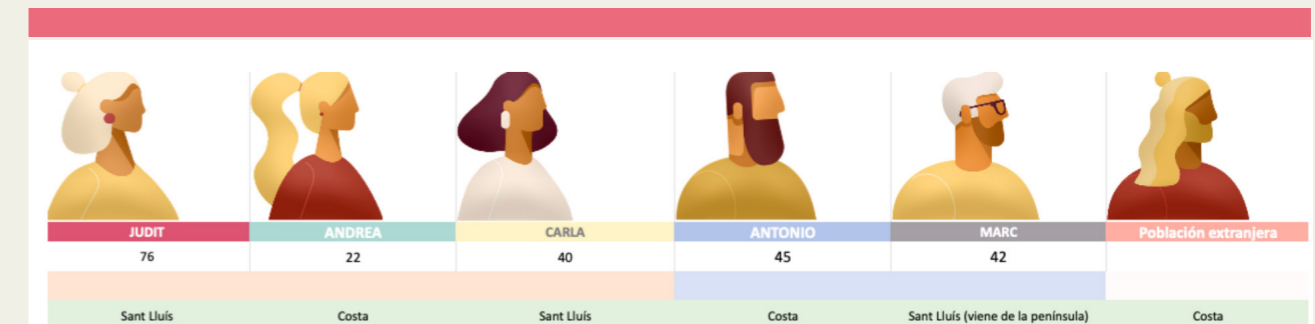 JUDIT ANDREA CARLA ANTONIO MARC Población extranjera
76 22 40 45 42
Sant Lluís Costa Sant Lluís Costa Sant Lluís (viene de la península) Costa